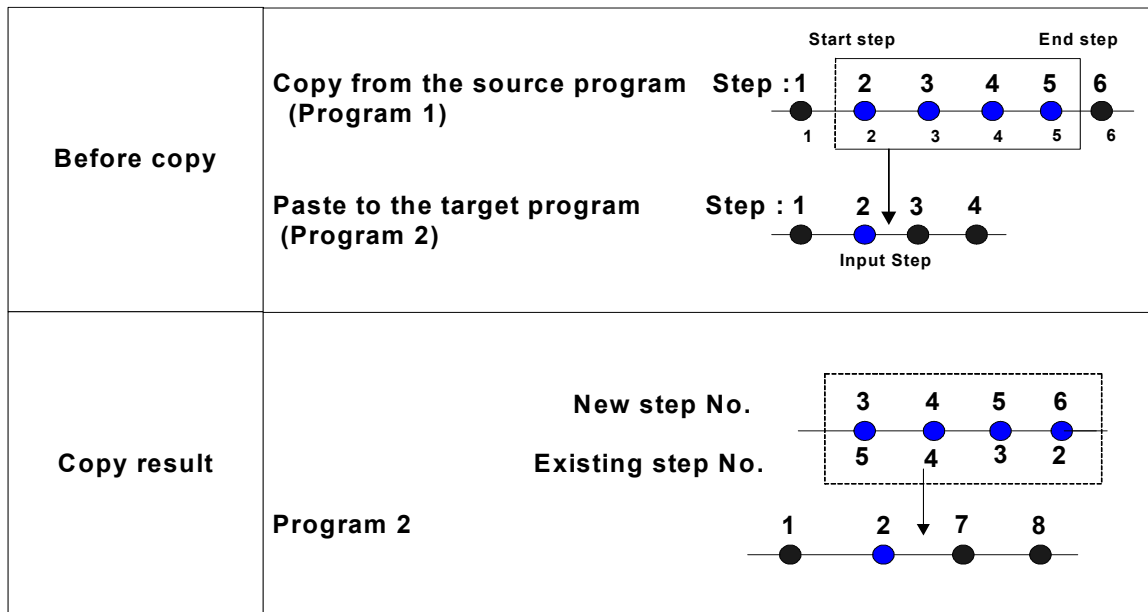 Start step End step
Copy from the source program Step : 1 2 3 4 5 6
(Program 1)
1 2 3 4 5 6
Before copy
Paste to the target program Step : 1 2 3 4
(Program 2)
Input Step
New step No. 3 4 5 6
Copy result
Existing step No. 5 4 3 2
Program 2 1 2 7 8